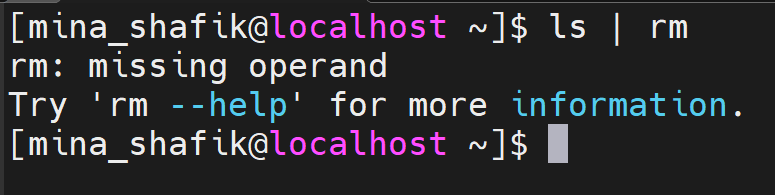 [mina_shafik@localhost ~]$ ls | rm
rm: missing operand
Try 'rm --help' for more information.
[mina_shafik@localhost ~]$